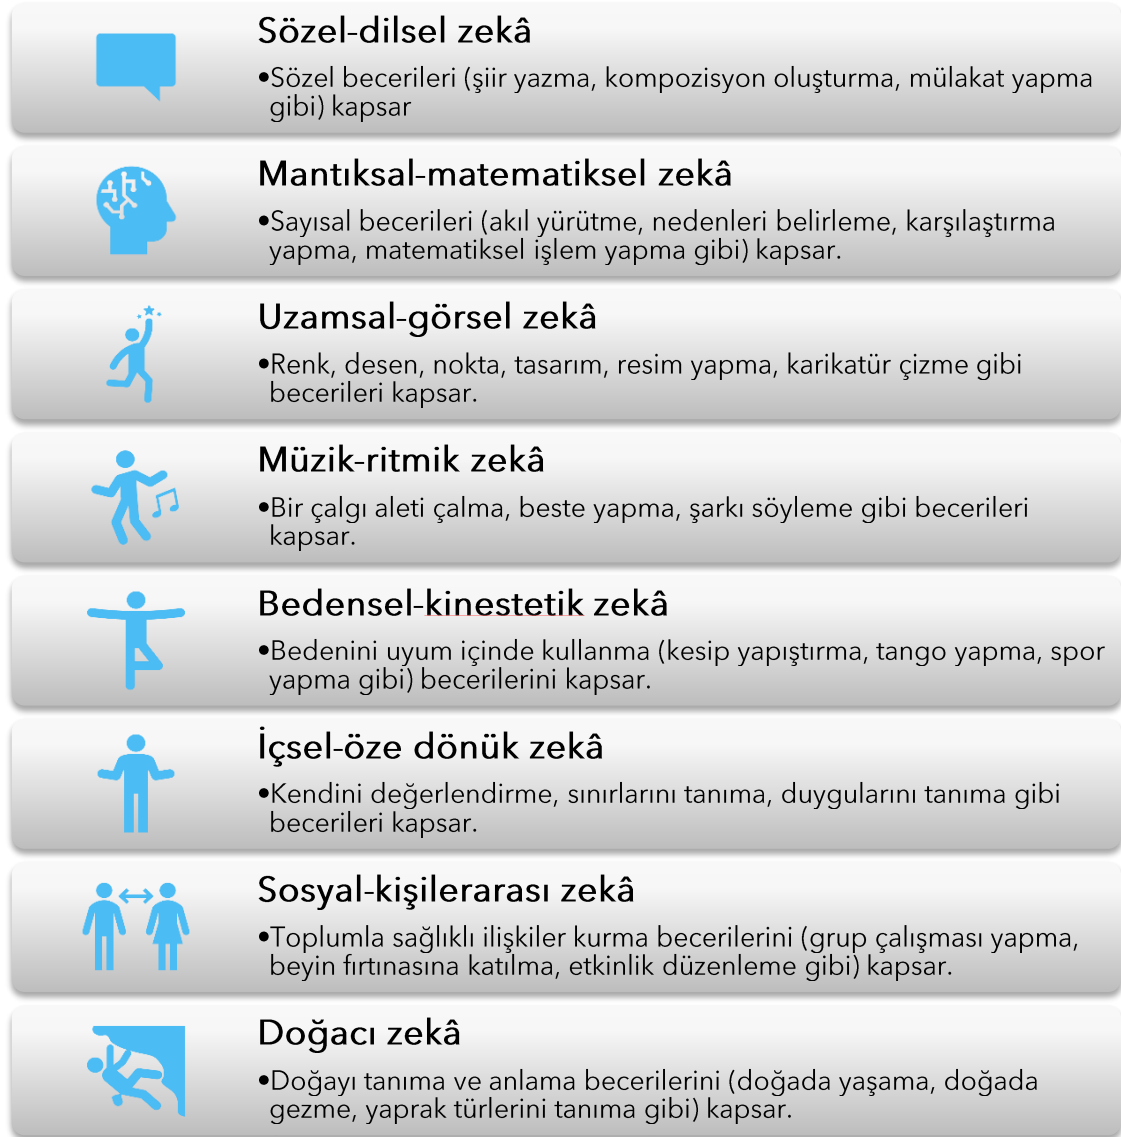 Sözel-dilsel zekâ
•Sözel becerileri (şiir yazma, kompozisyon oluşturma, mülakat yapma
gibi) kapsar
Mantıksal-matematiksel zekâ
•Sayısal becerileri (akıl yürütme, nedenleri belirleme, karşılaştırma
yapma, matematiksel işlem yapma gibi) kapsar.
Uzamsal-görsel zekâ
•Renk, desen, nokta, tasarım, resim yapma, karikatür çizme gibi
becerileri kapsar.
Müzik-ritmik zekâ
•Bir çalgı aleti çalma, beste yapma, şarkı söyleme gibi becerileri
kapsar.
Bedensel-kinestetik zekâ
•Bedenini uyum içinde kullanma (kesip yapıştırma, tango yapma, spor
yapma gibi) becerilerini kapsar.
İçsel-öze dönük zekâ
•Kendini değerlendirme, sınırlarını tanıma, duygularını tanıma gibi
becerileri kapsar.
Sosyal-kişilerarası zekâ
•Toplumla sağlıklı ilişkiler kurma becerilerini (grup çalışması yapma,
beyin fırtınasına katılma, etkinlik düzenleme gibi) kapsar.
Doğacı zekâ
•Doğayı tanıma ve anlama becerilerini (doğada yaşama, doğada
gezme, yaprak türlerini tanıma gibi) kapsar.